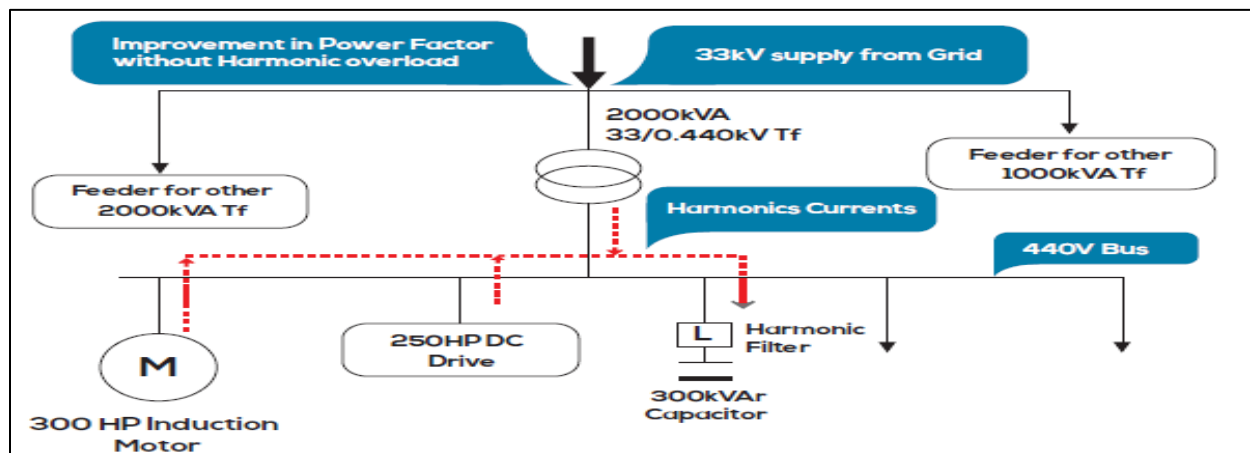 Improvement in Power Factor
without Harmonic overload
33kV supply from Grid
2000kVA
33/0.440kV Tf
Feeder for other
2000kVA Tf
Feeder for other
1000kVA Tf
Harmonics Currents
440V Bus
M
300 HP Induction
Motor
250HP DC
Drive
L
Harmonic
Filter
300kVAr
Capacitor